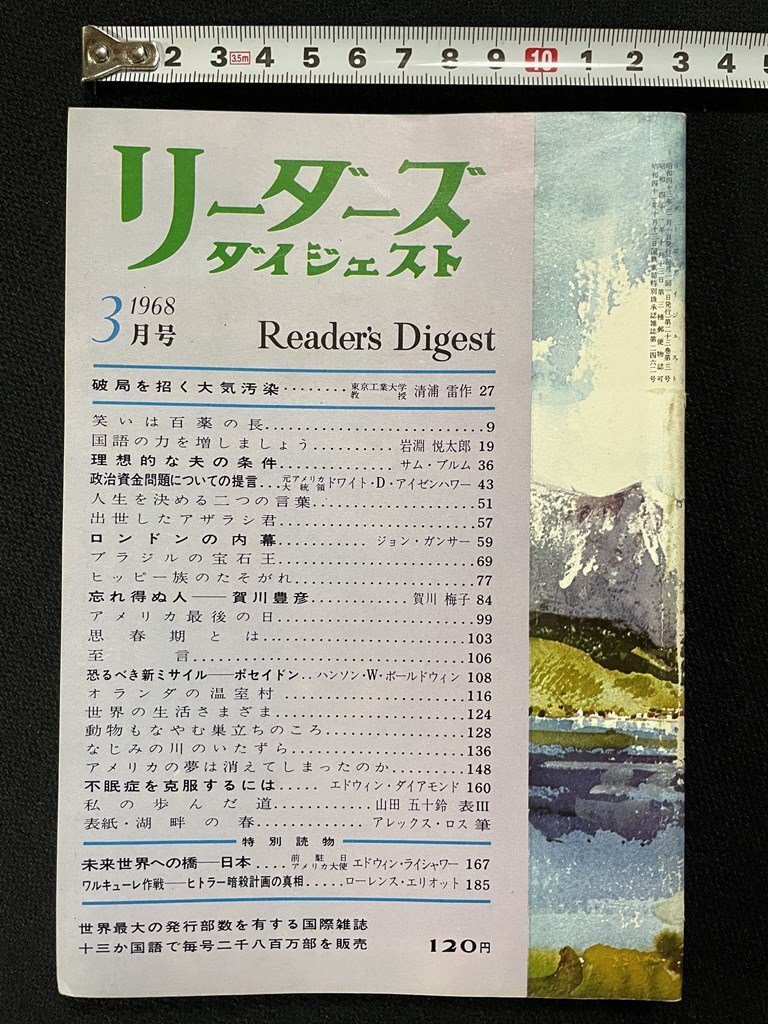 2 3 3.5m 4 5 6 7 8 9 10 1 2 3 4 5
リーダーズ
ダイジェスト
3月号 1968
Reader's Digest
破局を招く大気汚染........東京工業大学教授 清浦 雷作 27
笑いは百薬の長........9
国語の力を増しましょう........岩淵 悦太郎 19
理想的な夫の条件........サム・ブルム 36
政治資金問題についての提言...元アメリカ大統領 ドワイト・D・アイゼンハワー 43
人生を決める二つの言葉........51
出世したアザラシ君........57
ロンドンの内幕........ジョン・ガンサー 59
ブラジルの宝石王........69
ヒッピー族のたそがれ........77
忘れ得ぬ人——賀川豊彦........賀川 梅子 84
アメリカ最後の日........99
思春期とは........103
至言........106
恐るべき新ミサイル——ポセイドン..ハンソン・W・ボールドウィン 108
オランダの温室村........116
世界の生活さまざま........124
動物もなやむ巣立ちのころ........128
なじみの川のいたずら........136
アメリカの夢は消えてしまったのか........148
不眠症を克服するには.....エドウィン・ダイアモンド 160
私の歩んだ道........山田 五十鈴 表III
表紙・湖畔の春........アレックス・ロス 筆
特別読物
未来世界への橋——日本....前駐日アメリカ大使 エドウィン・ライシャワー 167
ワルキューレ作戦——ヒトラー暗殺計画の真相.....ローレンス・エリオット 185
世界最大の発行部数を有する国際雑誌
十三か国語で毎号二千八百万部を販売
120円